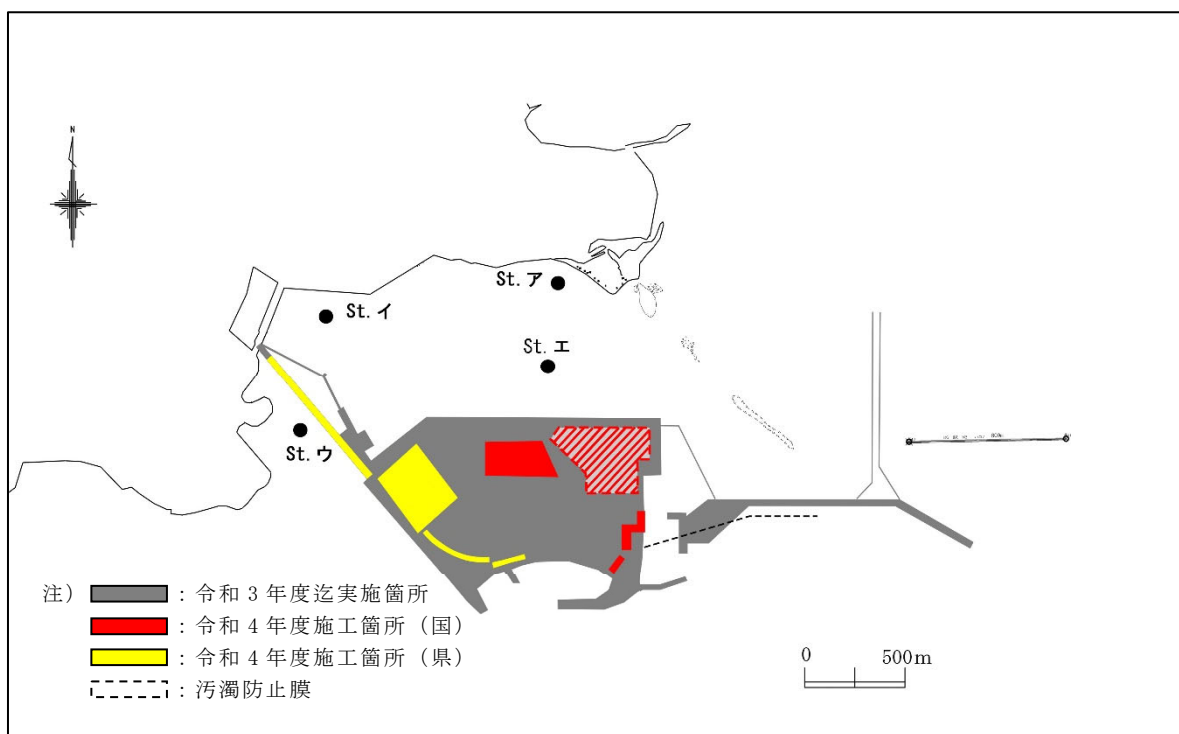 N
St. ア
St. イ
St. エ
St. ウ
注) : 令和3年度迄実施箇所
: 令和4年度施工箇所(国)
: 令和4年度施工箇所(県)
: 汚濁防止膜
0 500m